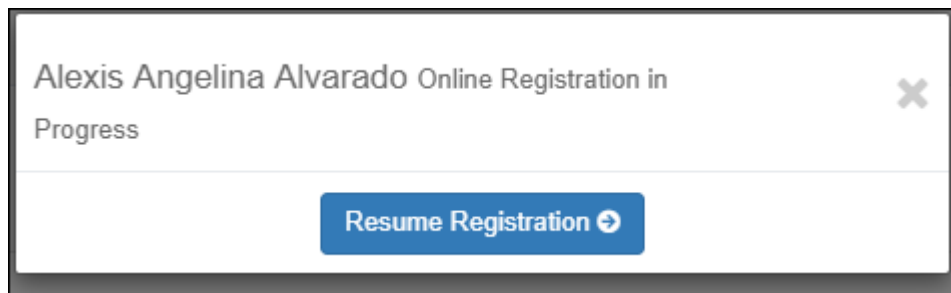 Alexis Angelina Alvarado Online Registration in
Progress
Resume Registration